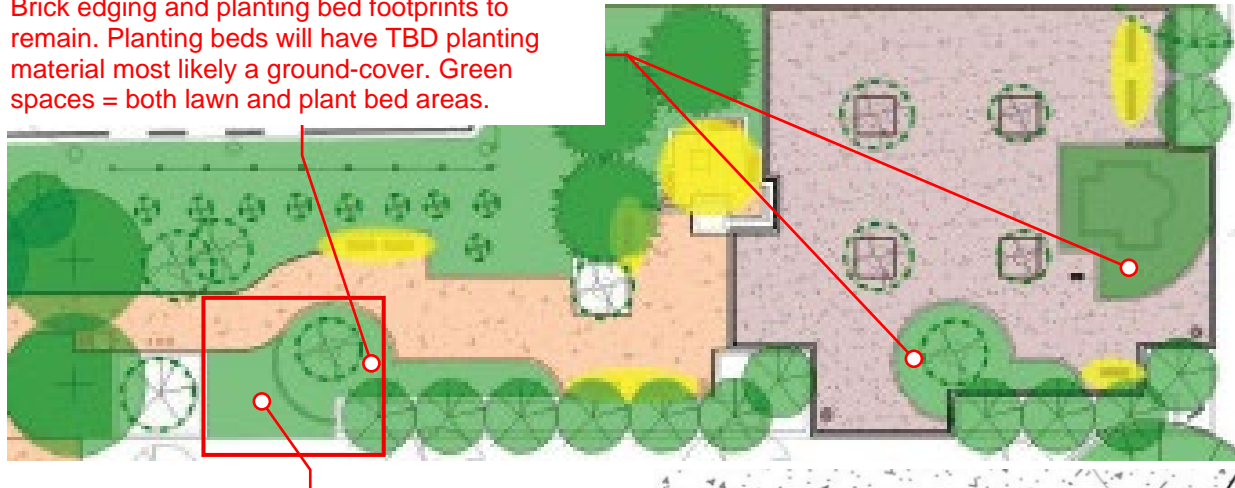 Brick edging and planting bed footprints to
remain. Planting beds will have TBD planting
material most likely a ground-cover. Green
spaces = both lawn and plant bed areas.